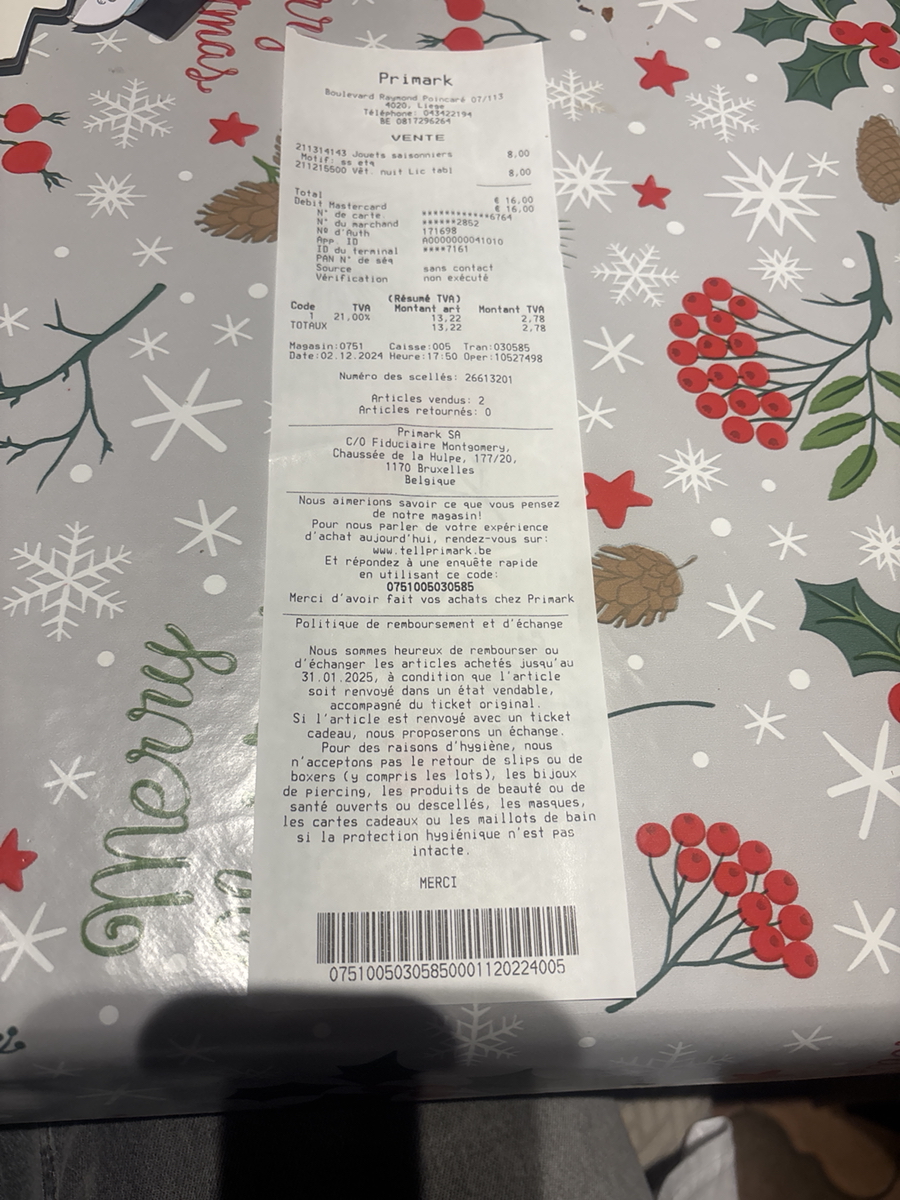 Merry
Primark
Boulevard Raymond Poincaré 07/113
4020, Liege
Téléphone: 043422194
BE 0817296264
VENTE
211314143 Jouets saisonniers 8,00
Motif: ss etq
211215500 Vêt. nuit Lic tabl 8,00
Total € 16,00
Debit Mastercard € 16,00
N° de carte ************6764
N° du marchand ******2852
Nº d'Auth 171698
App. ID A0000000041010
ID du terminal ****7161
PAN N° de séq
Source sans contact
Vérification non exécuté
(Résumé TVA)
Code TVA Montant art Montant TVA
1 21,00% 13,22 2,78
TOTAUX 13,22 2,78
Magasin:0751 Caisse:005 Tran:030585
Date:02.12.2024 Heure:17:50 Oper:10527498
Numéro des scellés: 26613201
Articles vendus: 2
Articles retournés: 0
Primark SA
C/O Fiduciaire Montgomery,
Chaussée de la Hulpe, 177/20,
1170 Bruxelles
Belgique
Nous aimerions savoir ce que vous pensez
de notre magasin!
Pour nous parler de votre expérience
d'achat aujourd'hui, rendez-vous sur:
www.tellprimark.be
Et répondez à une enquête rapide
en utilisant ce code:
0751005030585
Merci d'avoir fait vos achats chez Primark
Politique de remboursement et d'échange
Nous sommes heureux de rembourser ou
d'échanger les articles achetés jusqu'au
31.01.2025, à condition que l'article
soit renvoyé dans un état vendable,
accompagné du ticket original.
Si l'article est renvoyé avec un ticket
cadeau, nous proposerons un échange.
Pour des raisons d'hygiène, nous
n'acceptons pas le retour de slips ou de
boxers (y compris les lots), les bijoux
de piercing, les produits de beauté ou de
santé ouverts ou descellés, les masques,
les cartes cadeaux ou les maillots de bain
si la protection hygiénique n'est pas
intacte.
MERCI
07510050305850001120224005